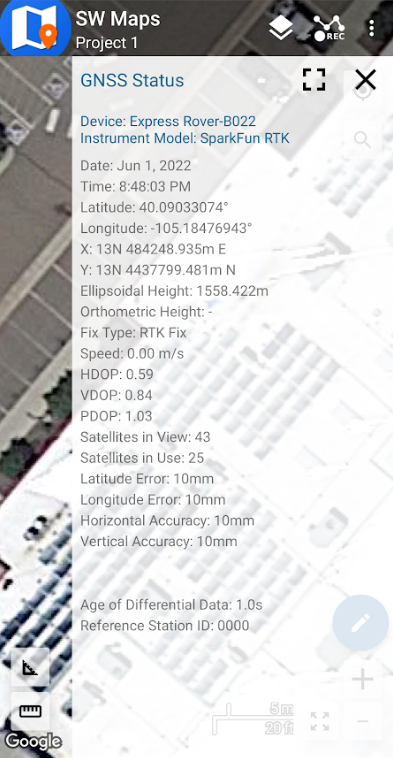 SW Maps
Project 1
REC
GNSS Status
Device: Express Rover-B022
Instrument Model: SparkFun RTK
Date: Jun 1, 2022
Time: 8:48:03 PM
Latitude: 40.09033074°
Longitude: -105.18476943°
X: 13N 484248.935m E
Y: 13N 4437799.481m N
Ellipsoidal Height: 1558.422m
Orthometric Height: -
Fix Type: RTK Fix
Speed: 0.00 m/s
HDOP: 0.59
VDOP: 0.84
PDOP: 1.03
Satellites in View: 43
Satellites in Use: 25
Latitude Error: 10mm
Longitude Error: 10mm
Horizontal Accuracy: 10mm
Vertical Accuracy: 10mm
Age of Differential Data: 1.0s
Reference Station ID: 0000
5 m
20 ft
Google